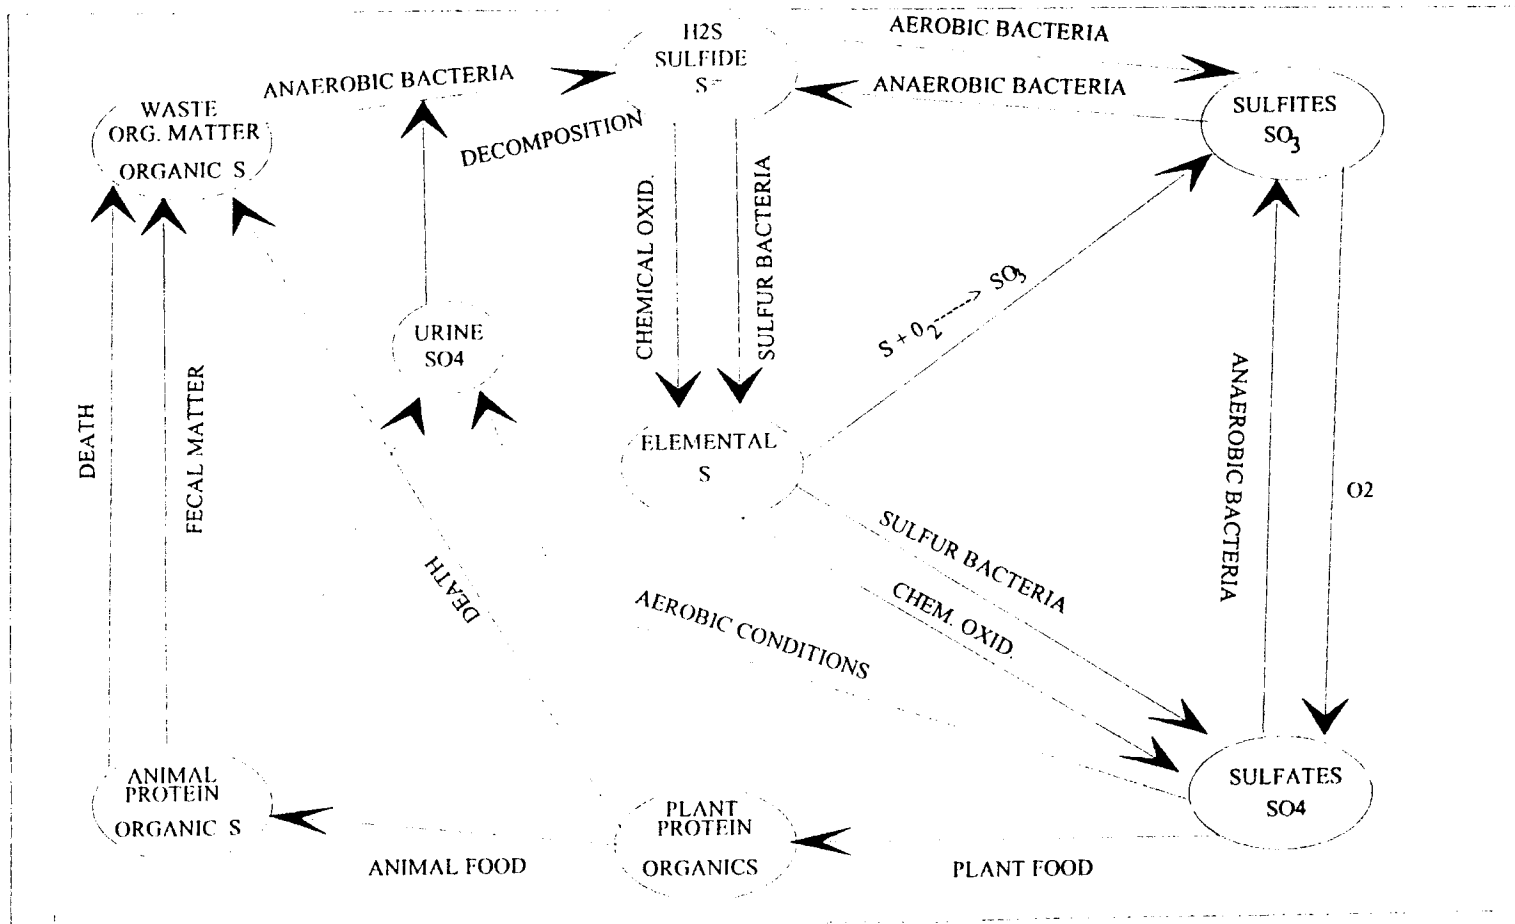 H2S
SULFIDE
S=
AEROBIC BACTERIA
ANAEROBIC BACTERIA
ANAEROBIC BACTERIA
WASTE
ORG. MATTER
ORGANIC S
DECOMPOSITION
SULFITES
SO3
CHEMICAL OXID.
SULFUR BACTERIA
S + O2 -----> SO3
URINE
SO4
DEATH
FECAL MATTER
ELEMENTAL
S
ANAEROBIC BACTERIA
O2
DEATH
SULFUR BACTERIA
CHEM. OXID.
AEROBIC CONDITIONS
ANIMAL
PROTEIN
ORGANIC S
PLANT
PROTEIN
ORGANICS
SULFATES
SO4
ANIMAL FOOD
PLANT FOOD